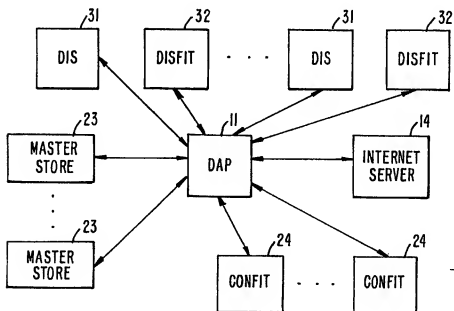 31 32 31 32
DIS DISFIT . . . DIS DISFIT
23 11 14
MASTER STORE DAP INTERNET SERVER
23
MASTER STORE
24 24
CONFIT . . . CONFIT